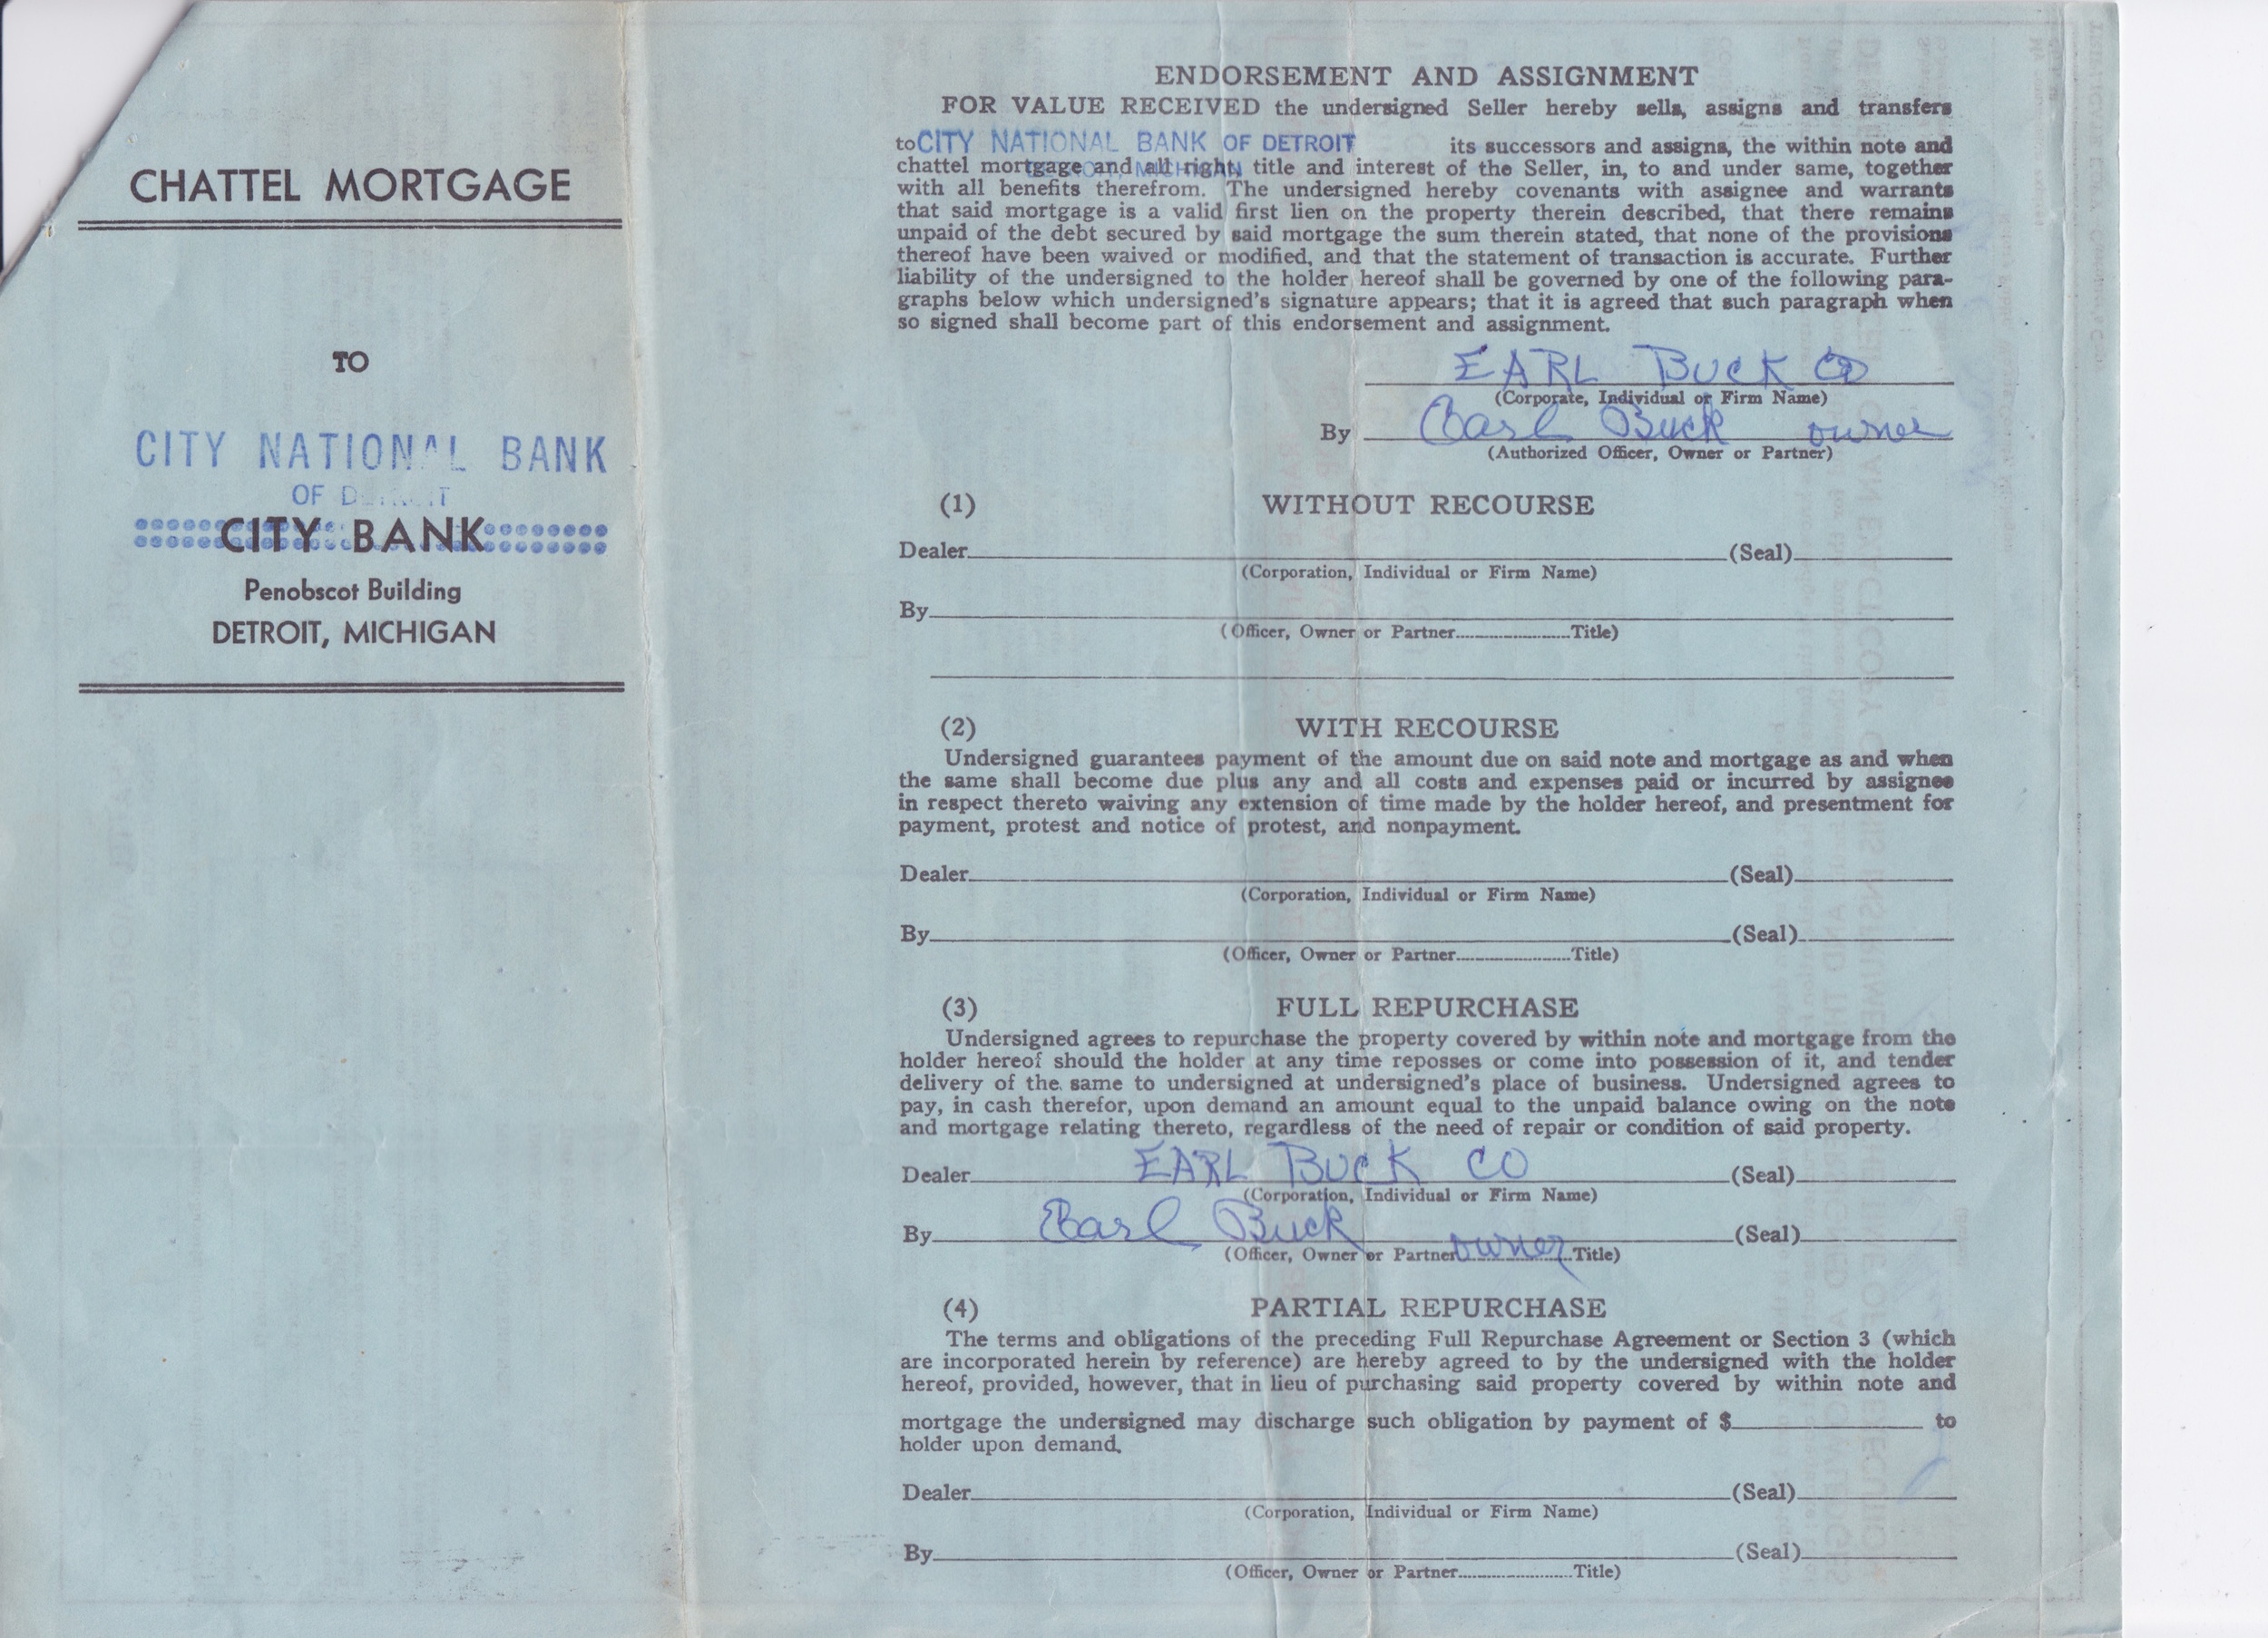 CHATTEL MORTGAGE
TO
CITY NATIONAL BANK
OF DETROIT
CITY BANK
Penobscot Building
DETROIT, MICHIGAN
ENDORSEMENT AND ASSIGNMENT
FOR VALUE RECEIVED the undersigned Seller hereby sells, assigns and transfers
to CITY NATIONAL BANK OF DETROIT its successors and assigns, the within note and
DETROIT, MICHIGAN
chattel mortgage and all right, title and interest of the Seller, in, to and under same, together
with all benefits therefrom. The undersigned hereby covenants with assignee and warrants
that said mortgage is a valid first lien on the property therein described, that there remains
unpaid of the debt secured by said mortgage the sum therein stated, that none of the provisions
thereof have been waived or modified, and that the statement of transaction is accurate. Further
liability of the undersigned to the holder hereof shall be governed by one of the following para-
graphs below which undersigned's signature appears; that it is agreed that such paragraph when
so signed shall become part of this endorsement and assignment.
EARL BUCK CO
(Corporate, Individual or Firm Name)
By Earl Buck owner
(Authorized Officer, Owner or Partner)
(1) WITHOUT RECOURSE
Dealer (Seal)
(Corporation, Individual or Firm Name)
By
(Officer, Owner or Partner Title)
(2) WITH RECOURSE
Undersigned guarantees payment of the amount due on said note and mortgage as and when
the same shall become due plus any and all costs and expenses paid or incurred by assignee
in respect thereto waiving any extension of time made by the holder hereof, and presentment for
payment, protest and notice of protest, and nonpayment.
Dealer (Seal)
(Corporation, Individual or Firm Name)
By (Seal)
(Officer, Owner or Partner Title)
(3) FULL REPURCHASE
Undersigned agrees to repurchase the property covered by within note and mortgage from the
holder hereof should the holder at any time reposses or come into possession of it, and tender
delivery of the same to undersigned at undersigned's place of business. Undersigned agrees to
pay, in cash therefor, upon demand an amount equal to the unpaid balance owing on the note
and mortgage relating thereto, regardless of the need of repair or condition of said property.
Dealer EARL BUCK CO (Seal)
(Corporation, Individual or Firm Name)
By Earl Buck (Seal)
(Officer, Owner or Partner owner Title)
(4) PARTIAL REPURCHASE
The terms and obligations of the preceding Full Repurchase Agreement or Section 3 (which
are incorporated herein by reference) are hereby agreed to by the undersigned with the holder
hereof, provided, however, that in lieu of purchasing said property covered by within note and
mortgage the undersigned may discharge such obligation by payment of $ to
holder upon demand.
Dealer (Seal)
(Corporation, Individual or Firm Name)
By (Seal)
(Officer, Owner or Partner Title)